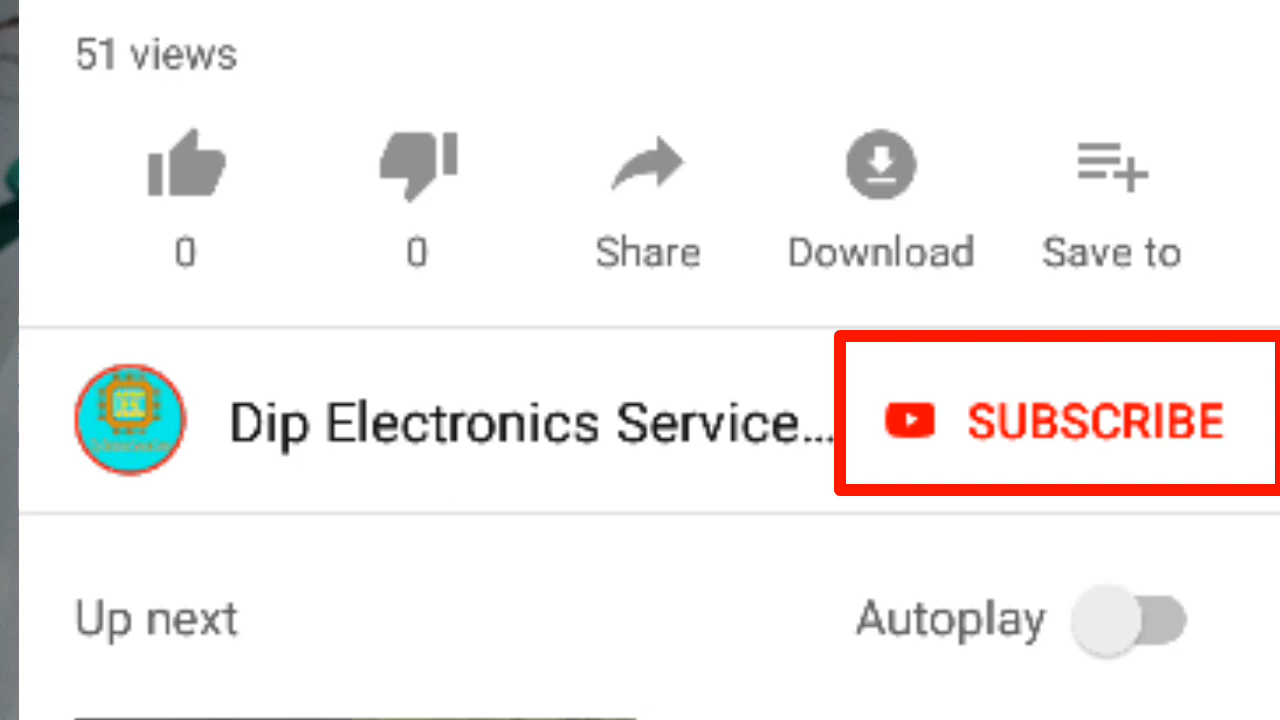 51 views
0 0 Share Download Save to
Dip Electronics Service... SUBSCRIBE
Up next Autoplay